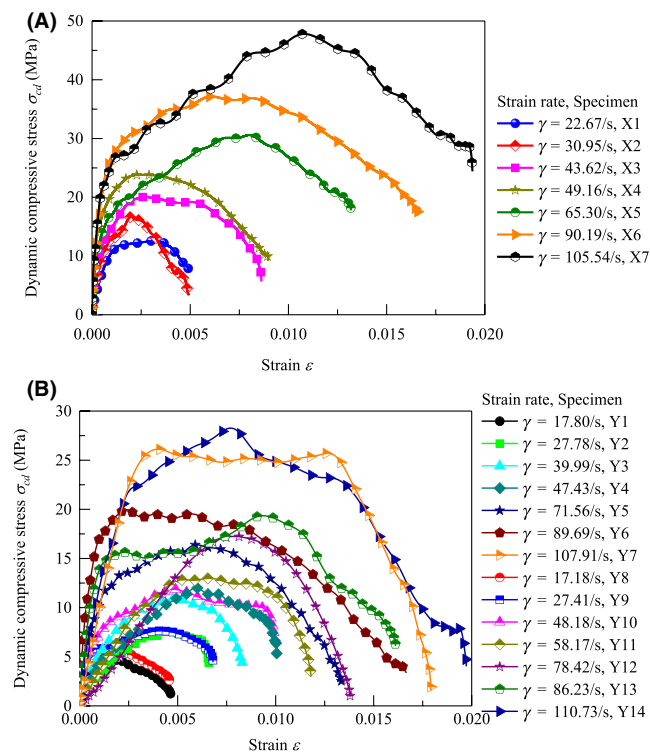 (A)
50
40
30
20
10
0
Dynamic compressive stress σcd (MPa)
0.000
0.005
0.010
0.015
0.020
Strain ε
Strain rate, Specimen
γ = 22.67/s, X1
γ = 30.95/s, X2
γ = 43.62/s, X3
γ = 49.16/s, X4
γ = 65.30/s, X5
γ = 90.19/s, X6
γ = 105.54/s, X7
(B)
30
25
20
15
10
5
0
Dynamic compressive stress σcd (MPa)
0.000
0.005
0.010
0.015
0.020
Strain ε
Strain rate, Specimen
γ = 17.80/s, Y1
γ = 27.78/s, Y2
γ = 39.99/s, Y3
γ = 47.43/s, Y4
γ = 71.56/s, Y5
γ = 89.69/s, Y6
γ = 107.91/s, Y7
γ = 17.18/s, Y8
γ = 27.41/s, Y9
γ = 48.18/s, Y10
γ = 58.17/s, Y11
γ = 78.42/s, Y12
γ = 86.23/s, Y13
γ = 110.73/s, Y14